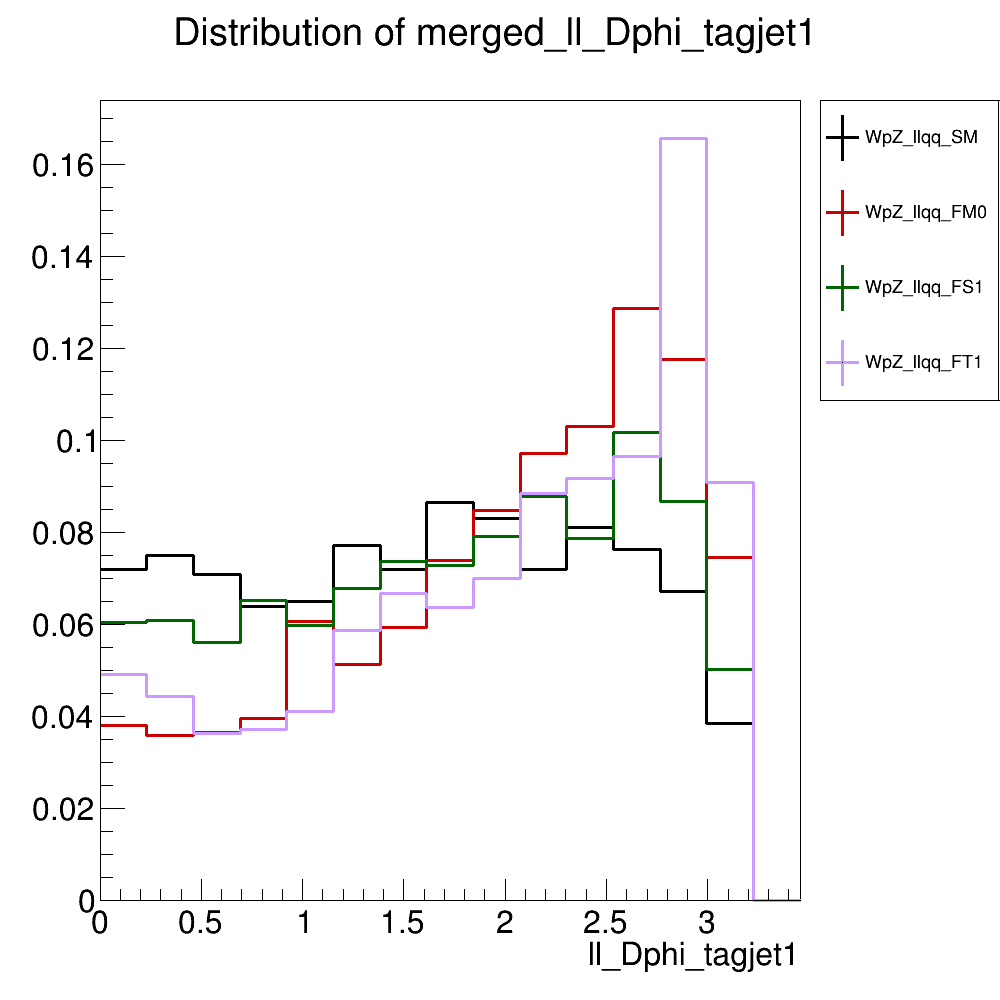 Distribution of merged_ll_Dphi_tagjet1
WpZ_llqq_SM
WpZ_llqq_FM0
WpZ_llqq_FS1
WpZ_llqq_FT1
0.16
0.14
0.12
0.1
0.08
0.06
0.04
0.02
0
0 0.5 1 1.5 2 2.5 3
ll_Dphi_tagjet1